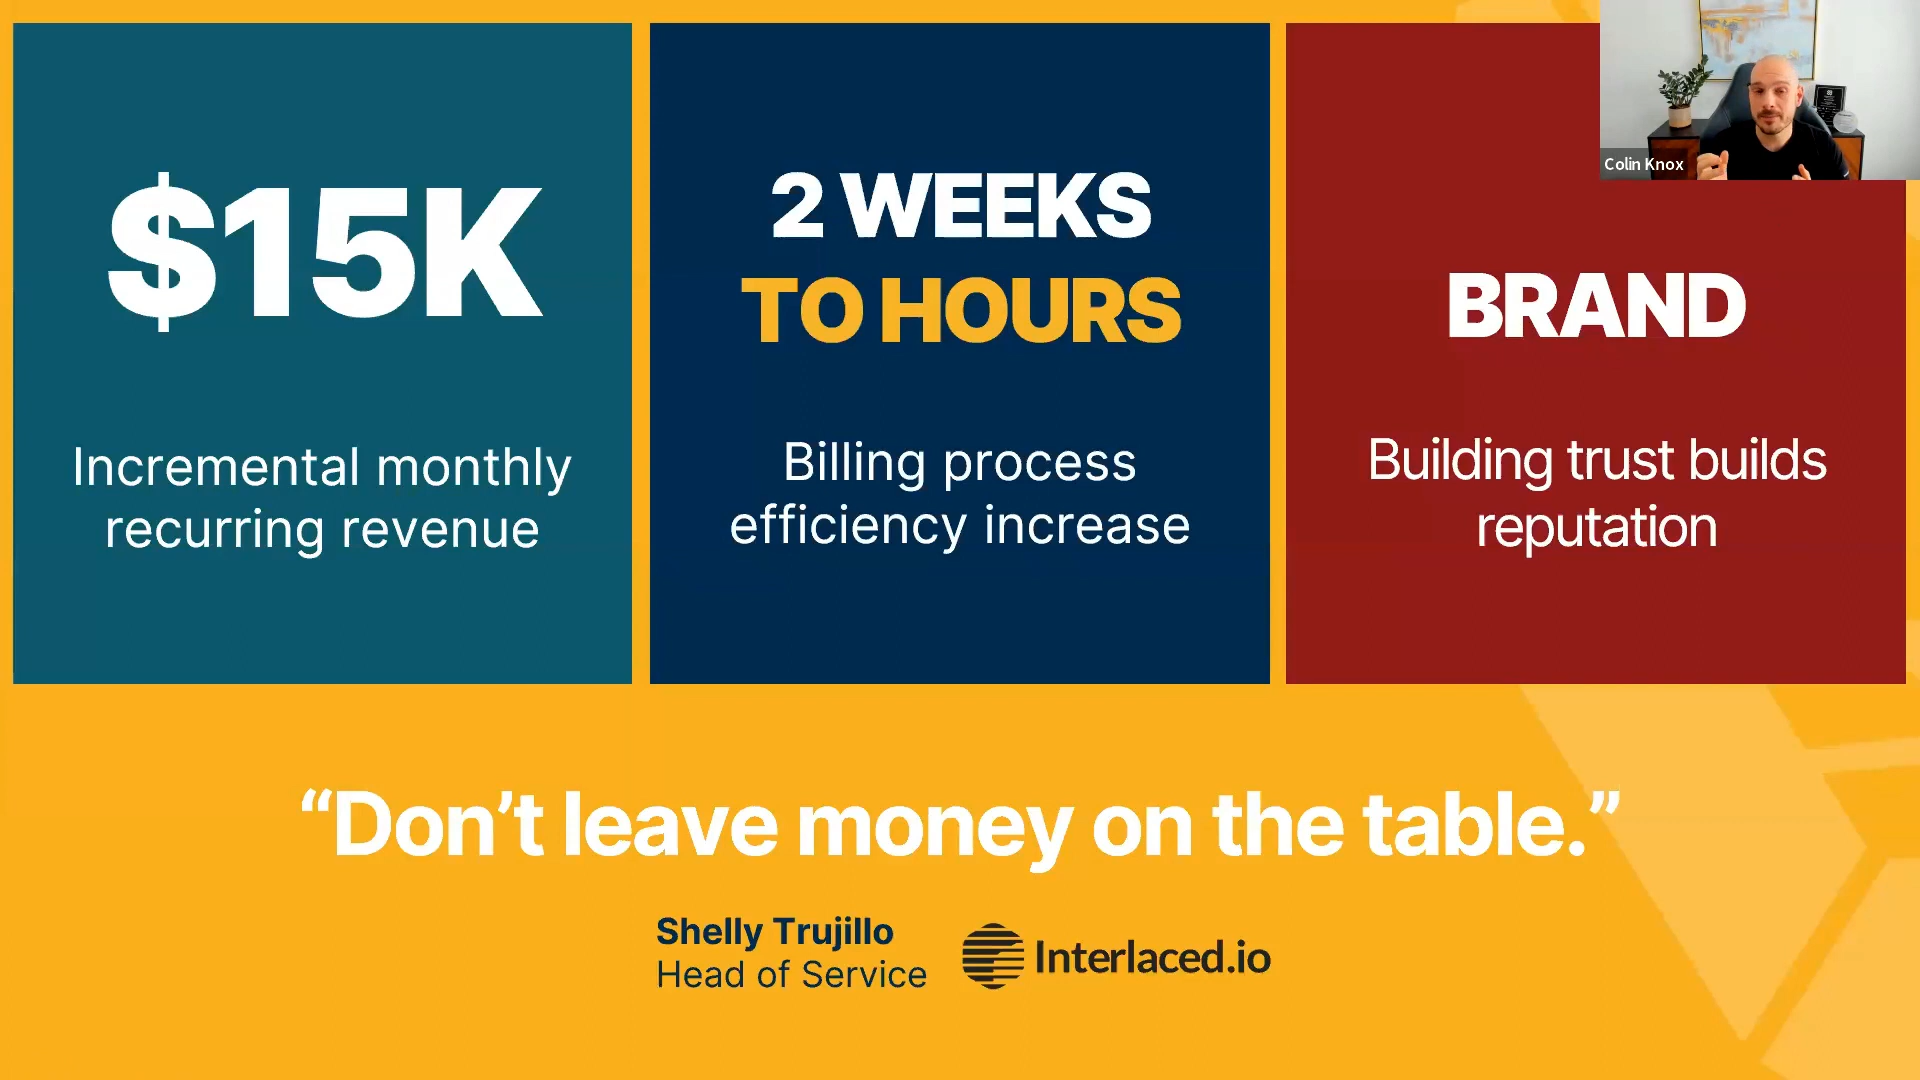 $15K
Incremental monthly
recurring revenue
2 WEEKS
TO HOURS
Billing process
efficiency increase
BRAND
Building trust builds
reputation
Colin Knox
“Don’t leave money on the table.”
Shelly Trujillo
Head of Service
Interlaced.io